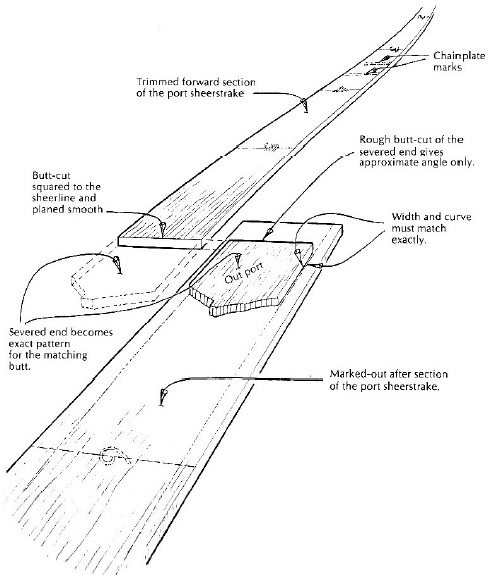 Chainplate
marks
Trimmed forward section
of the port sheerstrake
Rough butt-cut of the
severed end gives
approximate angle only.
Butt-cut
squared to the
sheerline and
planed smooth
Width and curve
must match
exactly.
Out port
Severed end becomes
exact pattern
for the matching
butt.
Marked-out after section
of the port sheerstrake.